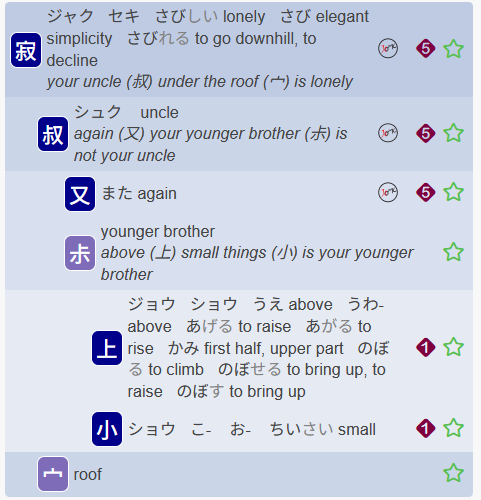 寂 ジャク セキ さびしい lonely さび elegant
simplicity さびれる to go downhill, to
decline
your uncle (叔) under the roof (宀) is lonely
5
叔 シュク uncle
again (又) your younger brother (尗) is
not your uncle
5
又 また again
5
尗 younger brother
above (上) small things (小) is your younger
brother
上 ジョウ ショウ うえ above うわ-
above あげる to raise あがる to
rise かみ first half, upper part のぼ
る to climb のぼせる to bring up, to
raise のぼす to bring up
1
小 ショウ こ- お- ちいさい small
1
宀 roof